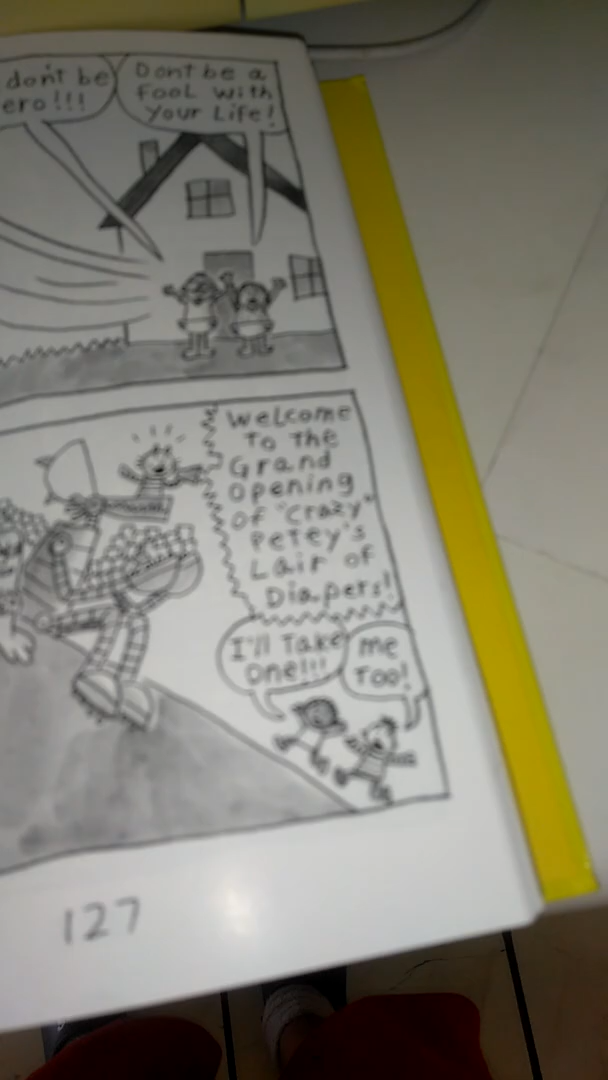 don't be
ero!!!
Dont be a
FooL with
Your Life!
Welcome
To The
Grand
Opening
of "Crazy"
Petey's
Lair of
Diapers!
I'll Take
One!!!
me
Too!
127